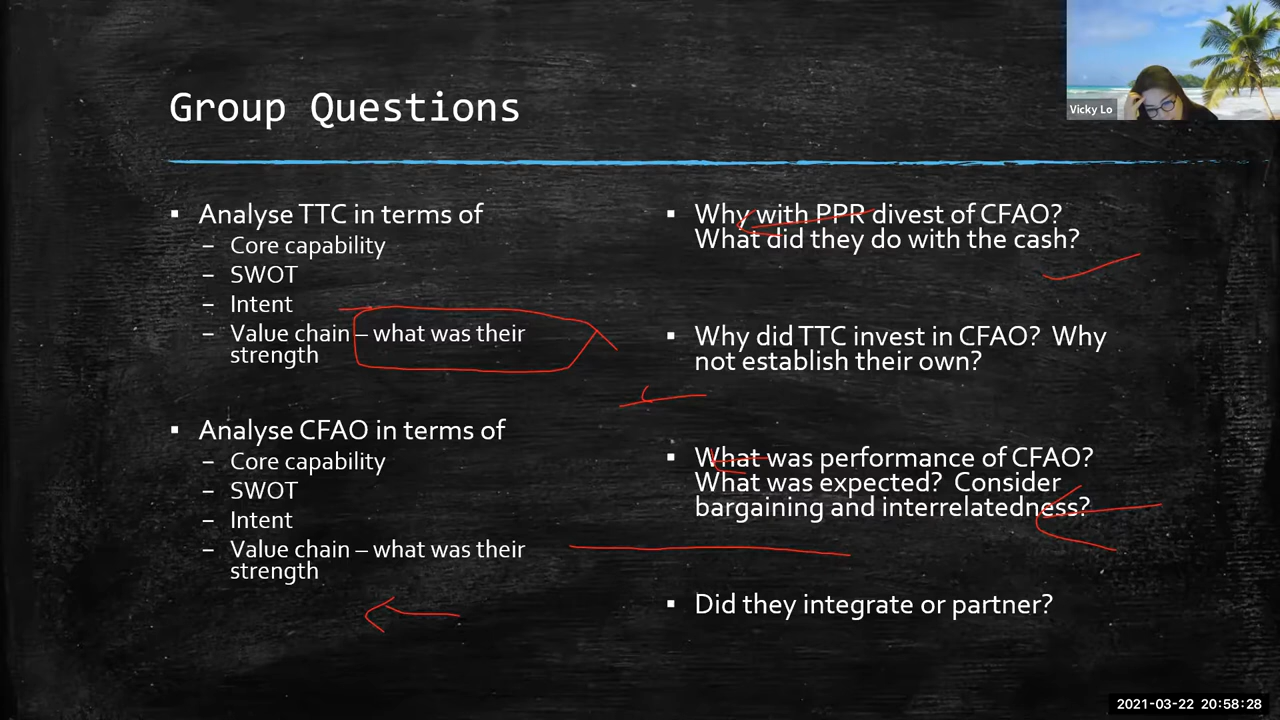 Group Questions
▪ Analyse TTC in terms of
– Core capability
– SWOT
– Intent
– Value chain – what was their
strength
▪ Analyse CFAO in terms of
– Core capability
– SWOT
– Intent
– Value chain – what was their
strength
▪ Why with PPR divest of CFAO?
What did they do with the cash?
▪ Why did TTC invest in CFAO? Why
not establish their own?
▪ What was performance of CFAO?
What was expected? Consider
bargaining and interrelatedness?
▪ Did they integrate or partner?
Vicky Lo
2021-03-22 20:58:28